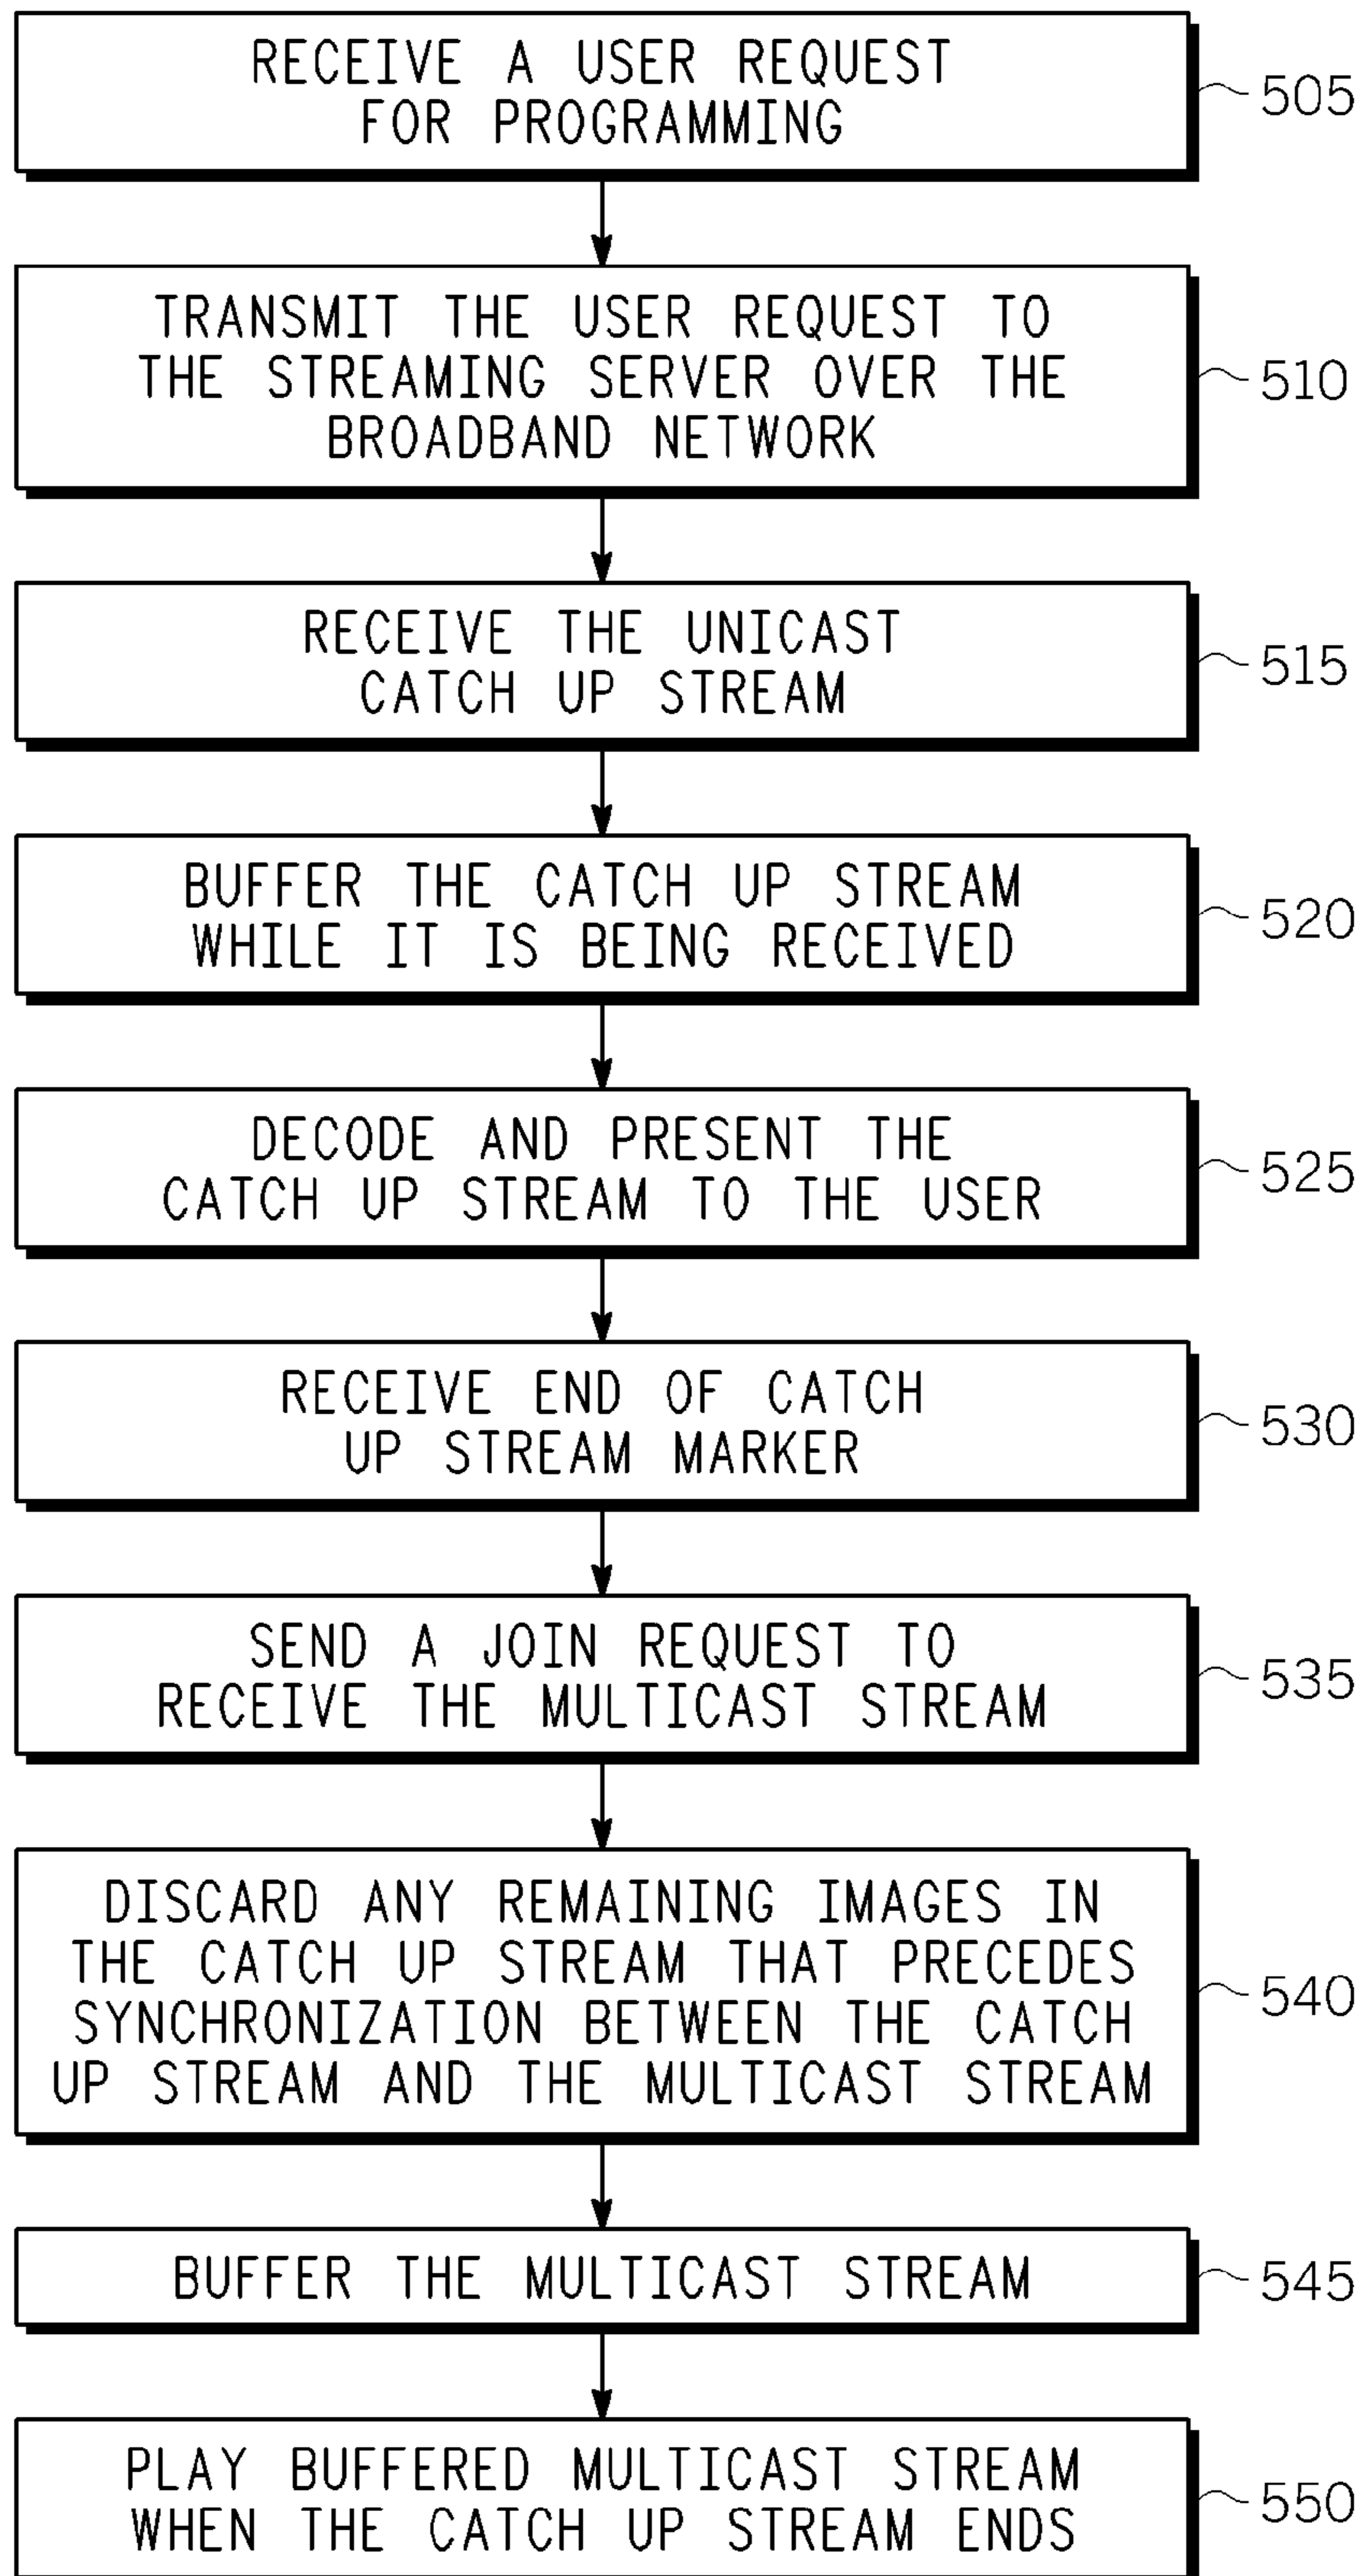 RECEIVE A USER REQUEST
FOR PROGRAMMING
505
TRANSMIT THE USER REQUEST TO
THE STREAMING SERVER OVER THE
BROADBAND NETWORK
510
RECEIVE THE UNICAST
CATCH UP STREAM
515
BUFFER THE CATCH UP STREAM
WHILE IT IS BEING RECEIVED
520
DECODE AND PRESENT THE
CATCH UP STREAM TO THE USER
525
RECEIVE END OF CATCH
UP STREAM MARKER
530
SEND A JOIN REQUEST TO
RECEIVE THE MULTICAST STREAM
535
DISCARD ANY REMAINING IMAGES IN
THE CATCH UP STREAM THAT PRECEDES
SYNCHRONIZATION BETWEEN THE CATCH
UP STREAM AND THE MULTICAST STREAM
540
BUFFER THE MULTICAST STREAM
545
PLAY BUFFERED MULTICAST STREAM
WHEN THE CATCH UP STREAM ENDS
550